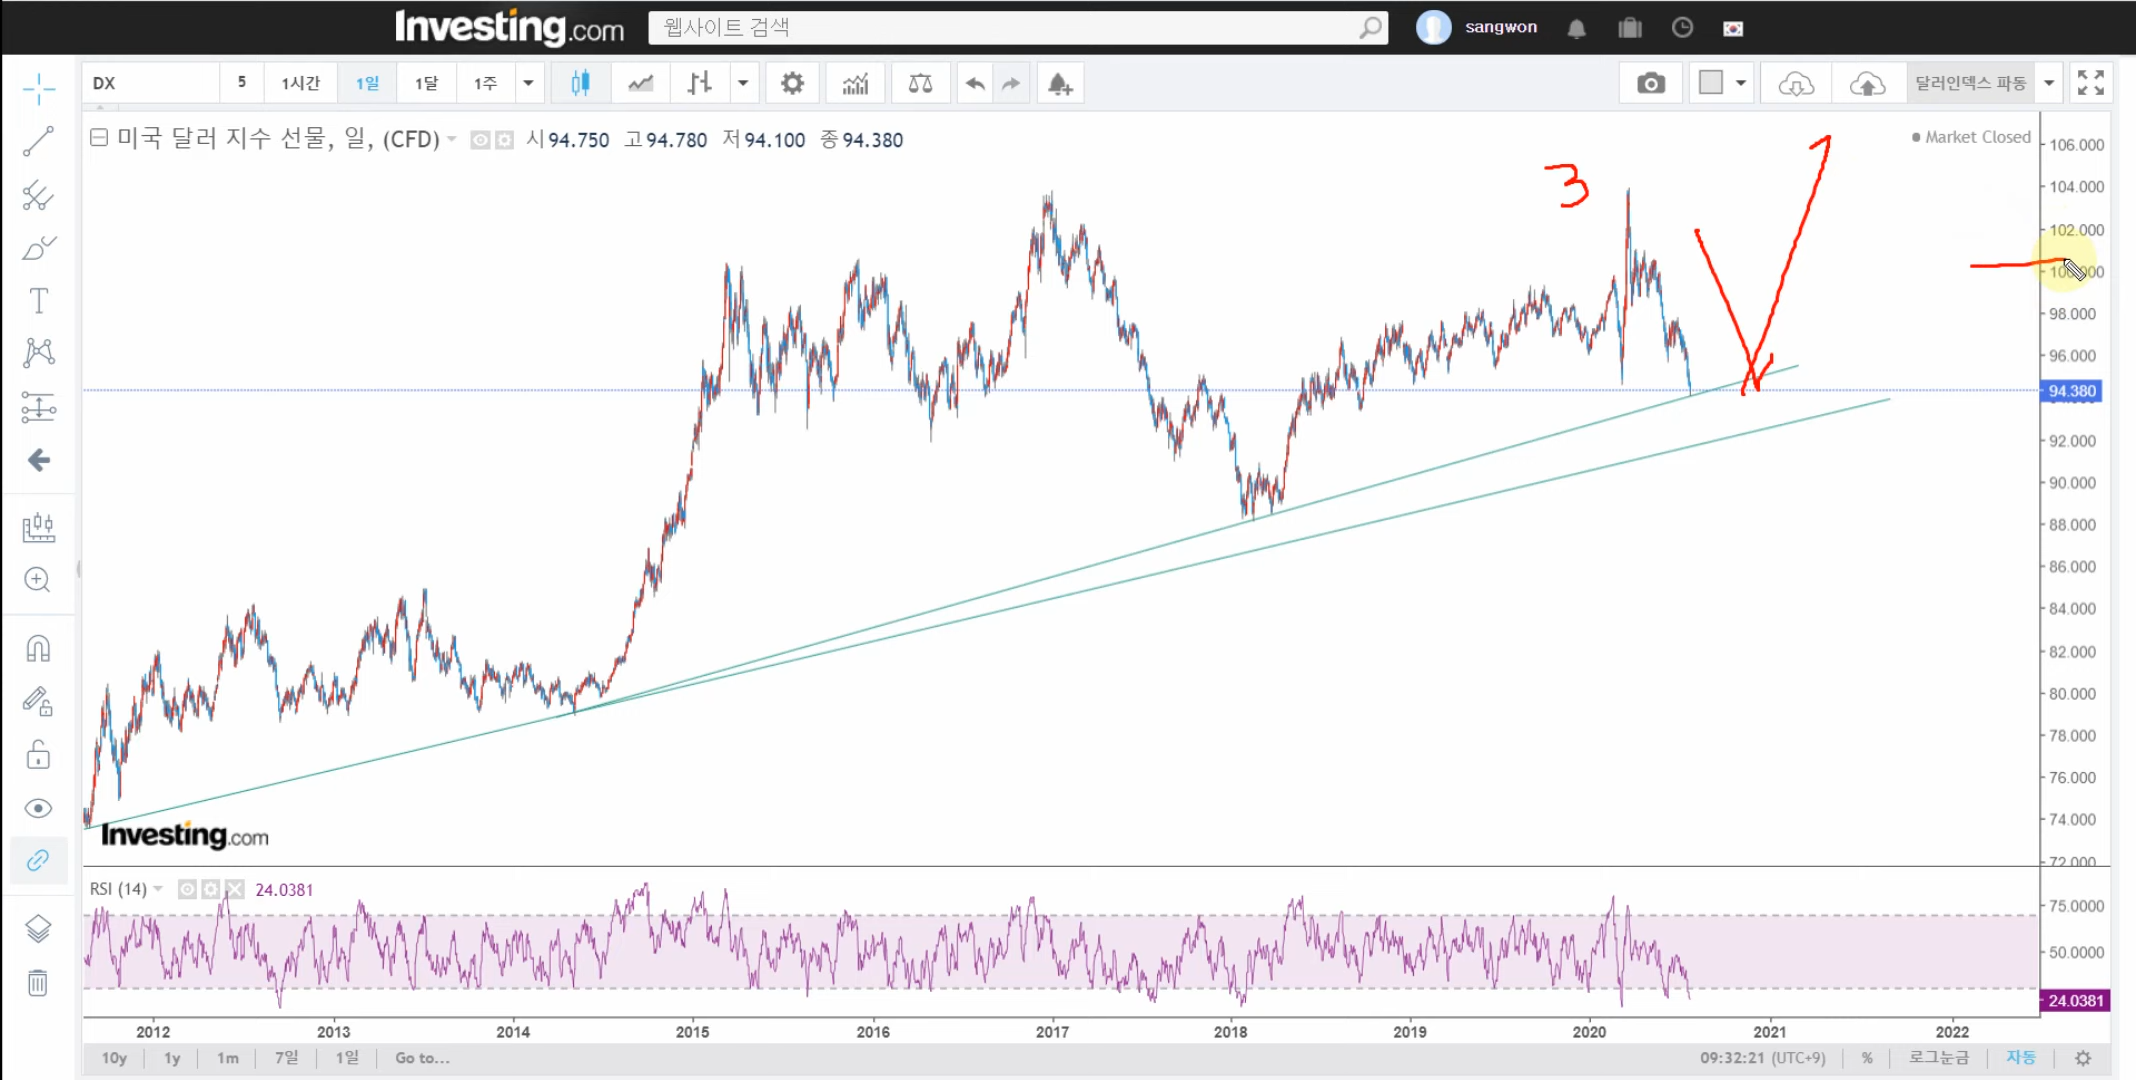 Investing.com
웹사이트 검색
sangwon
DX 5 1시간 1일 1달 1주
달러인덱스 파동
미국 달러 지수 선물, 일, (CFD) 시94.750 고94.780 저94.100 종94.380
Market Closed
3
106.000
104.000
102.000
98.000
96.000
94.380
92.000
90.000
88.000
86.000
84.000
82.000
80.000
78.000
76.000
74.000
72.000
Investing.com
RSI (14) 24.0381
75.0000
50.0000
24.0381
2012 2013 2014 2015 2016 2017 2018 2019 2020 2021 2022
10y 1y 1m 7일 1일 Go to...
09:32:21 (UTC+9) % 로그눈금 자동